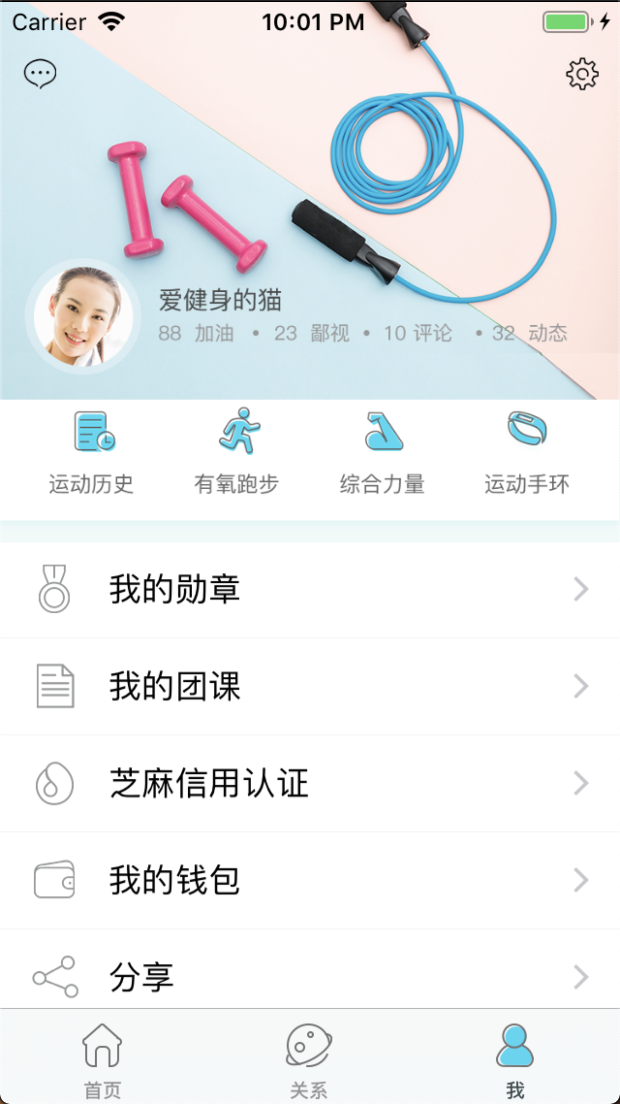 Carrier 10:01 PM
爱健身的猫
88 加油 • 23 鄙视 • 10 评论 • 32 动态
运动历史 有氧跑步 综合力量 运动手环
我的勋章
我的团课
芝麻信用认证
我的钱包
分享
首页 关系 我